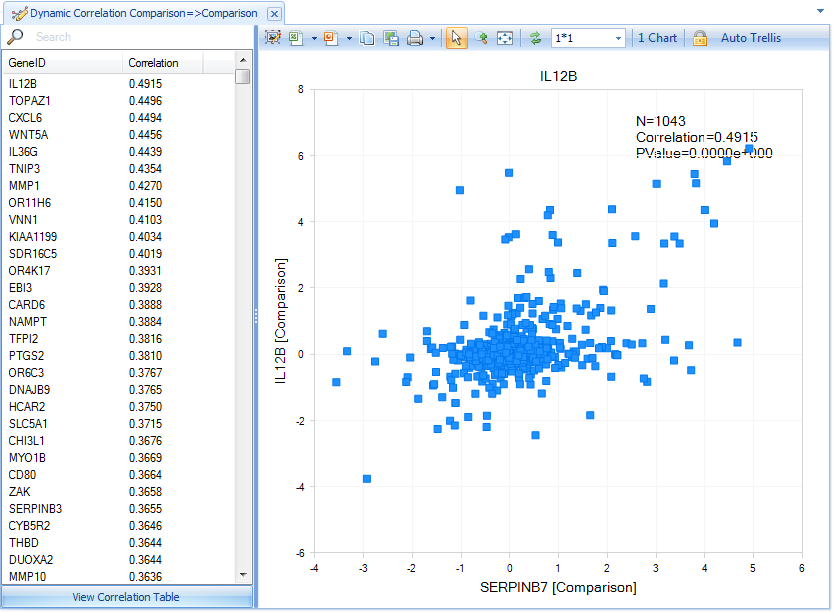 Dynamic Correlation Comparison=>Comparison
Search
1*1
1 Chart
Auto Trellis
GeneID Correlation
IL12B 0.4915
TOPAZ1 0.4496
CXCL6 0.4494
WNT5A 0.4456
IL36G 0.4439
TNIP3 0.4354
MMP1 0.4270
OR11H6 0.4150
VNN1 0.4103
KIAA1199 0.4034
SDR16C5 0.4019
OR4K17 0.3931
EBI3 0.3928
CARD6 0.3888
NAMPT 0.3884
TFPI2 0.3816
PTGS2 0.3810
OR6C3 0.3767
DNAJB9 0.3765
HCAR2 0.3750
SLC5A1 0.3715
CHI3L1 0.3676
MYO1B 0.3669
CD80 0.3664
ZAK 0.3658
SERPINB3 0.3655
CYB5R2 0.3646
THBD 0.3644
DUOXA2 0.3644
MMP10 0.3636
View Correlation Table
IL12B
N=1043
Correlation=0.4915
PValue=0.0000e+000
IL12B [Comparison]
8
6
4
2
0
-2
-4
-6
-4 -3 -2 -1 0 1 2 3 4 5 6
SERPINB7 [Comparison]